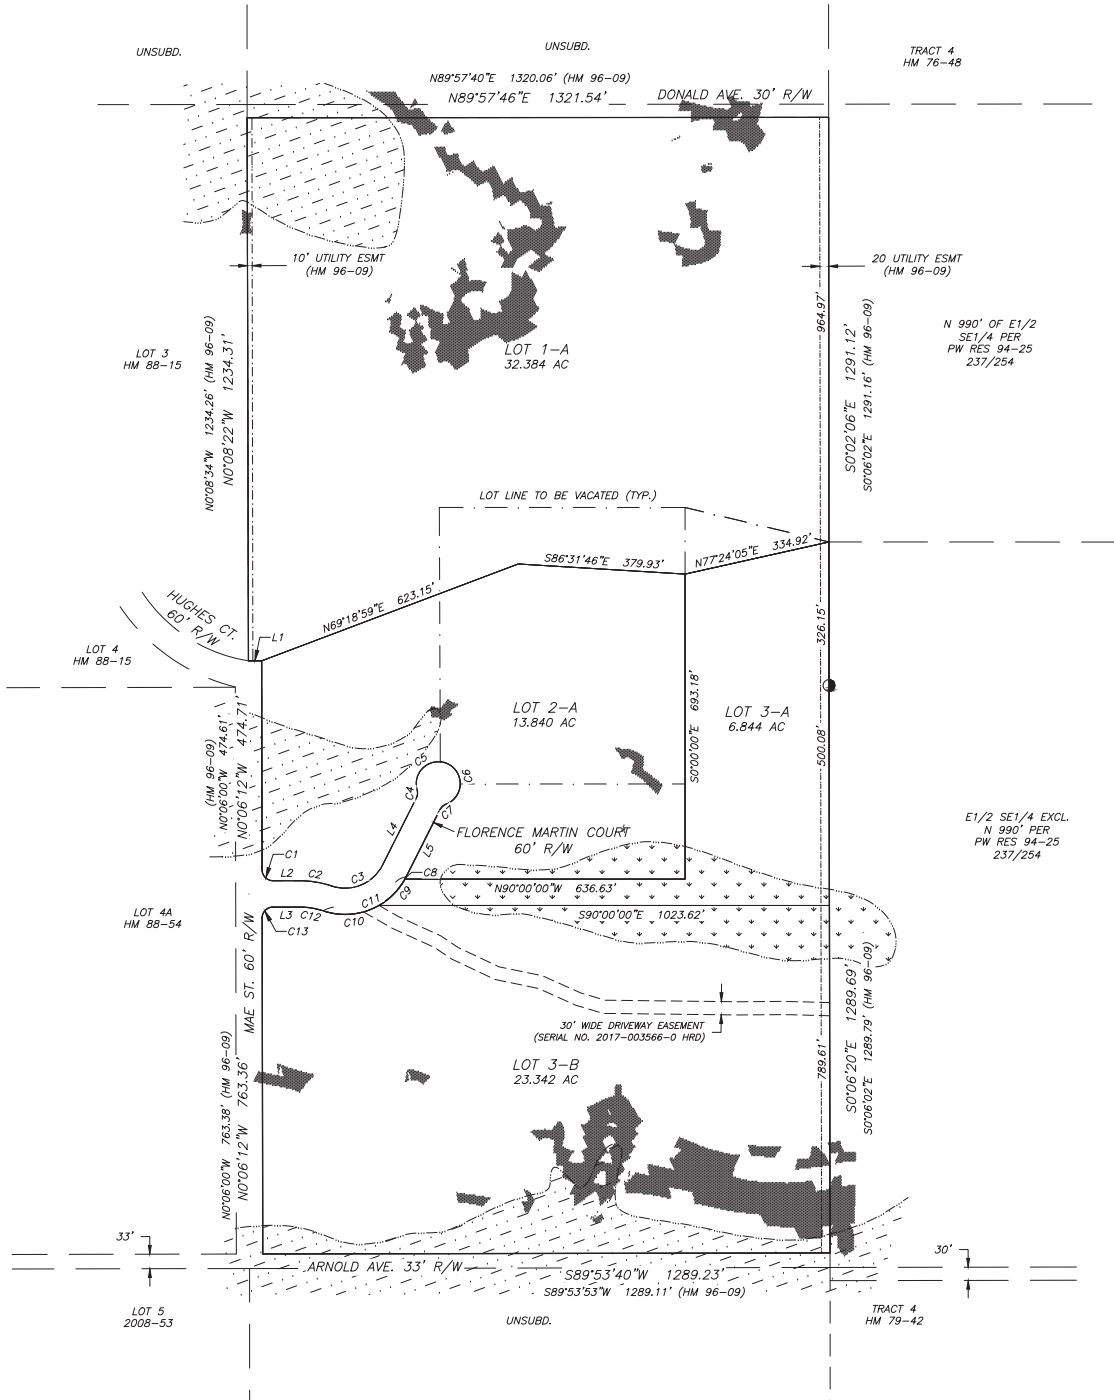 UNSUBD.
UNSUBD.
TRACT 4
HM 76-48
N89°57'40"E 1320.06' (HM 96-09)
N89°57'46"E 1321.54'
DONALD AVE. 30' R/W
10' UTILITY ESMT
(HM 96-09)
20 UTILITY ESMT
(HM 96-09)
964.97'
LOT 3
HM 88-15
N0°08'34"W 1234.26' (HM 96-09)
N0°08'22"W 1234.31'
LOT 1-A
32.384 AC
S0°02'06"E 1291.12'
S0°06'02"E 1291.16' (HM 96-09)
N 990' OF E1/2
SE1/4 PER
PW RES 94-25
237/254
LOT LINE TO BE VACATED (TYP.)
S86°31'46"E 379.93'
N77°24'05"E 334.92'
N69°18'59"E 623.15'
HUGHES CT.
60' R/W
L1
326.15'
LOT 4
HM 88-15
LOT 2-A
13.840 AC
S0°00'00"E 693.18'
LOT 3-A
6.844 AC
500.08'
(HM 96-09)
N0°06'00"W 474.61'
N0°06'12"W 474.71'
C5
C6
C4
C7
L4
L5
FLORENCE MARTIN COURT
60' R/W
E1/2 SE1/4 EXCL.
N 990' PER
PW RES 94-25
237/254
C1
L2 C2
C3
C8
C9
N90°00'00"W 636.63'
S90°00'00"E 1023.62'
LOT 4A
HM 88-54
L3 C12
C11
C10
C13
MAE ST. 60' R/W
30' WIDE DRIVEWAY EASEMENT
(SERIAL NO. 2017-003566-0 HRD)
789.61'
S0°06'20"E 1289.69'
S0°06'02"E 1289.79' (HM 96-09)
LOT 3-B
23.342 AC
N0°06'00"W 763.38' (HM 96-09)
N0°06'12"W 763.36'
33'
30'
ARNOLD AVE. 33' R/W
S89°53'40"W 1289.23'
S89°53'53"W 1289.11' (HM 96-09)
LOT 5
2008-53
UNSUBD.
TRACT 4
HM 79-42